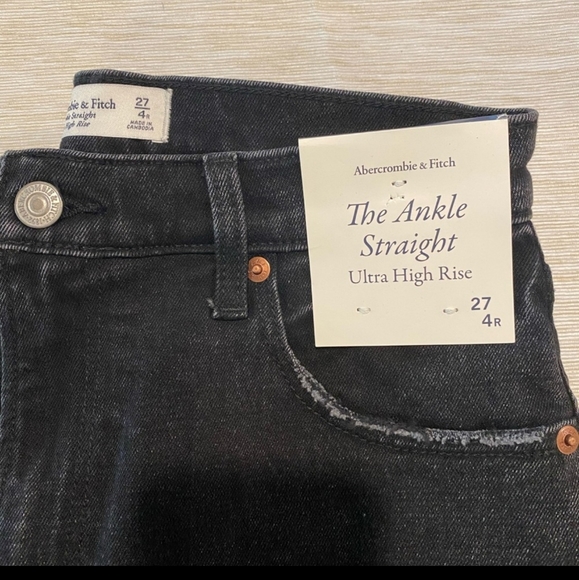 & Fitch
Straight
High Rise
27
4R
MADE IN
CAMBODIA
Abercrombie & Fitch
The Ankle
Straight
Ultra High Rise
27
4R